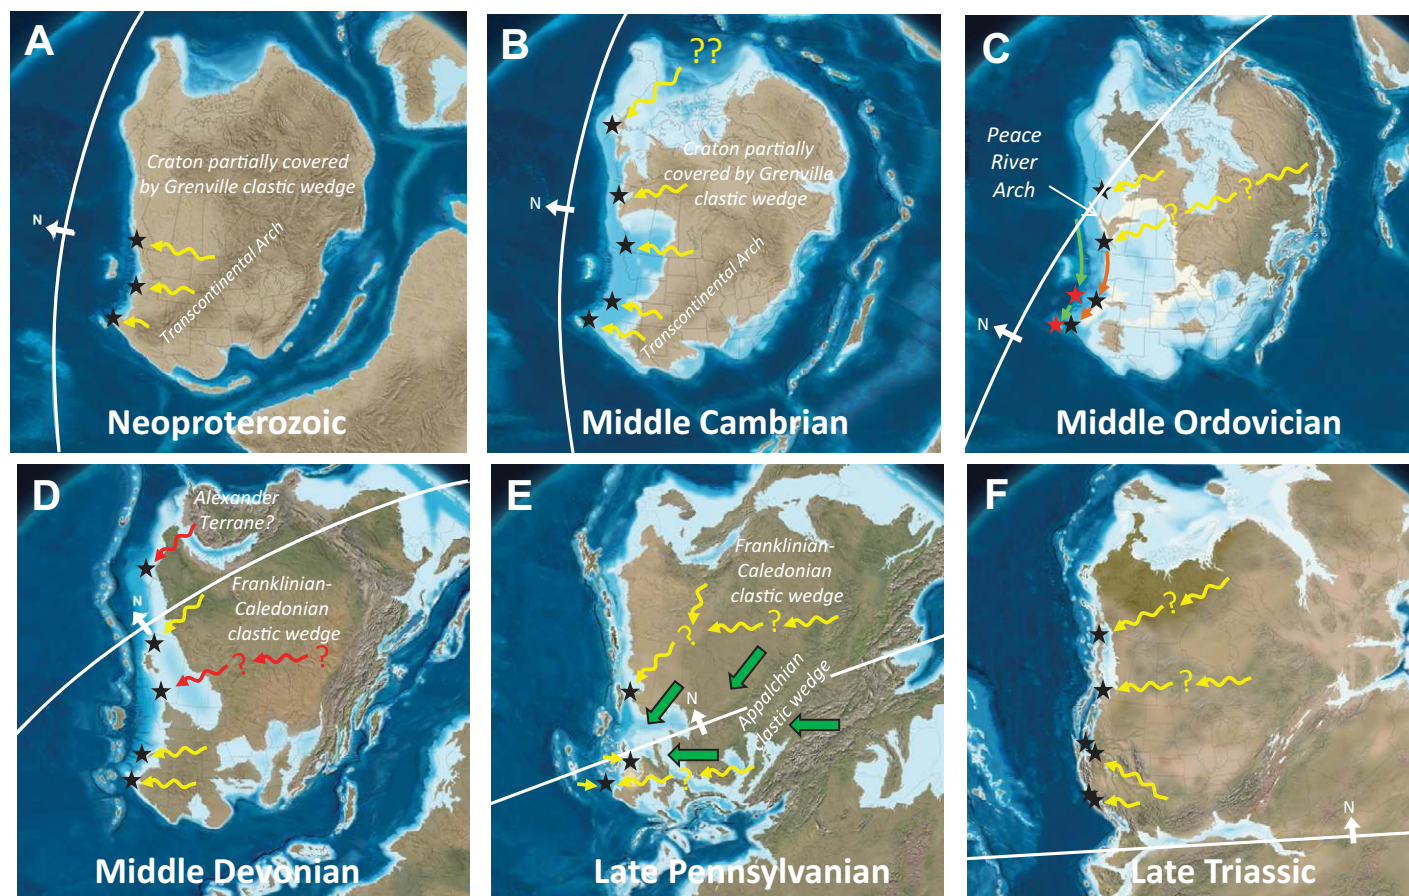 A
Craton partially covered
by Grenville clastic wedge
N
Transcontinental Arch
Neoproterozoic
B
??
Craton partially
covered by Grenville
clastic wedge
N
Transcontinental Arch
Middle Cambrian
C
Peace
River
Arch
?
?
N
Middle Ordovician
D
Alexander
Terrane?
N
Franklinian-
Caledonian
clastic wedge
?
?
Middle Devonian
E
Franklinian-
Caledonian
clastic wedge
?
?
N
Appalchian
clastic wedge
?
Late Pennsylvanian
F
?
?
N
Late Triassic